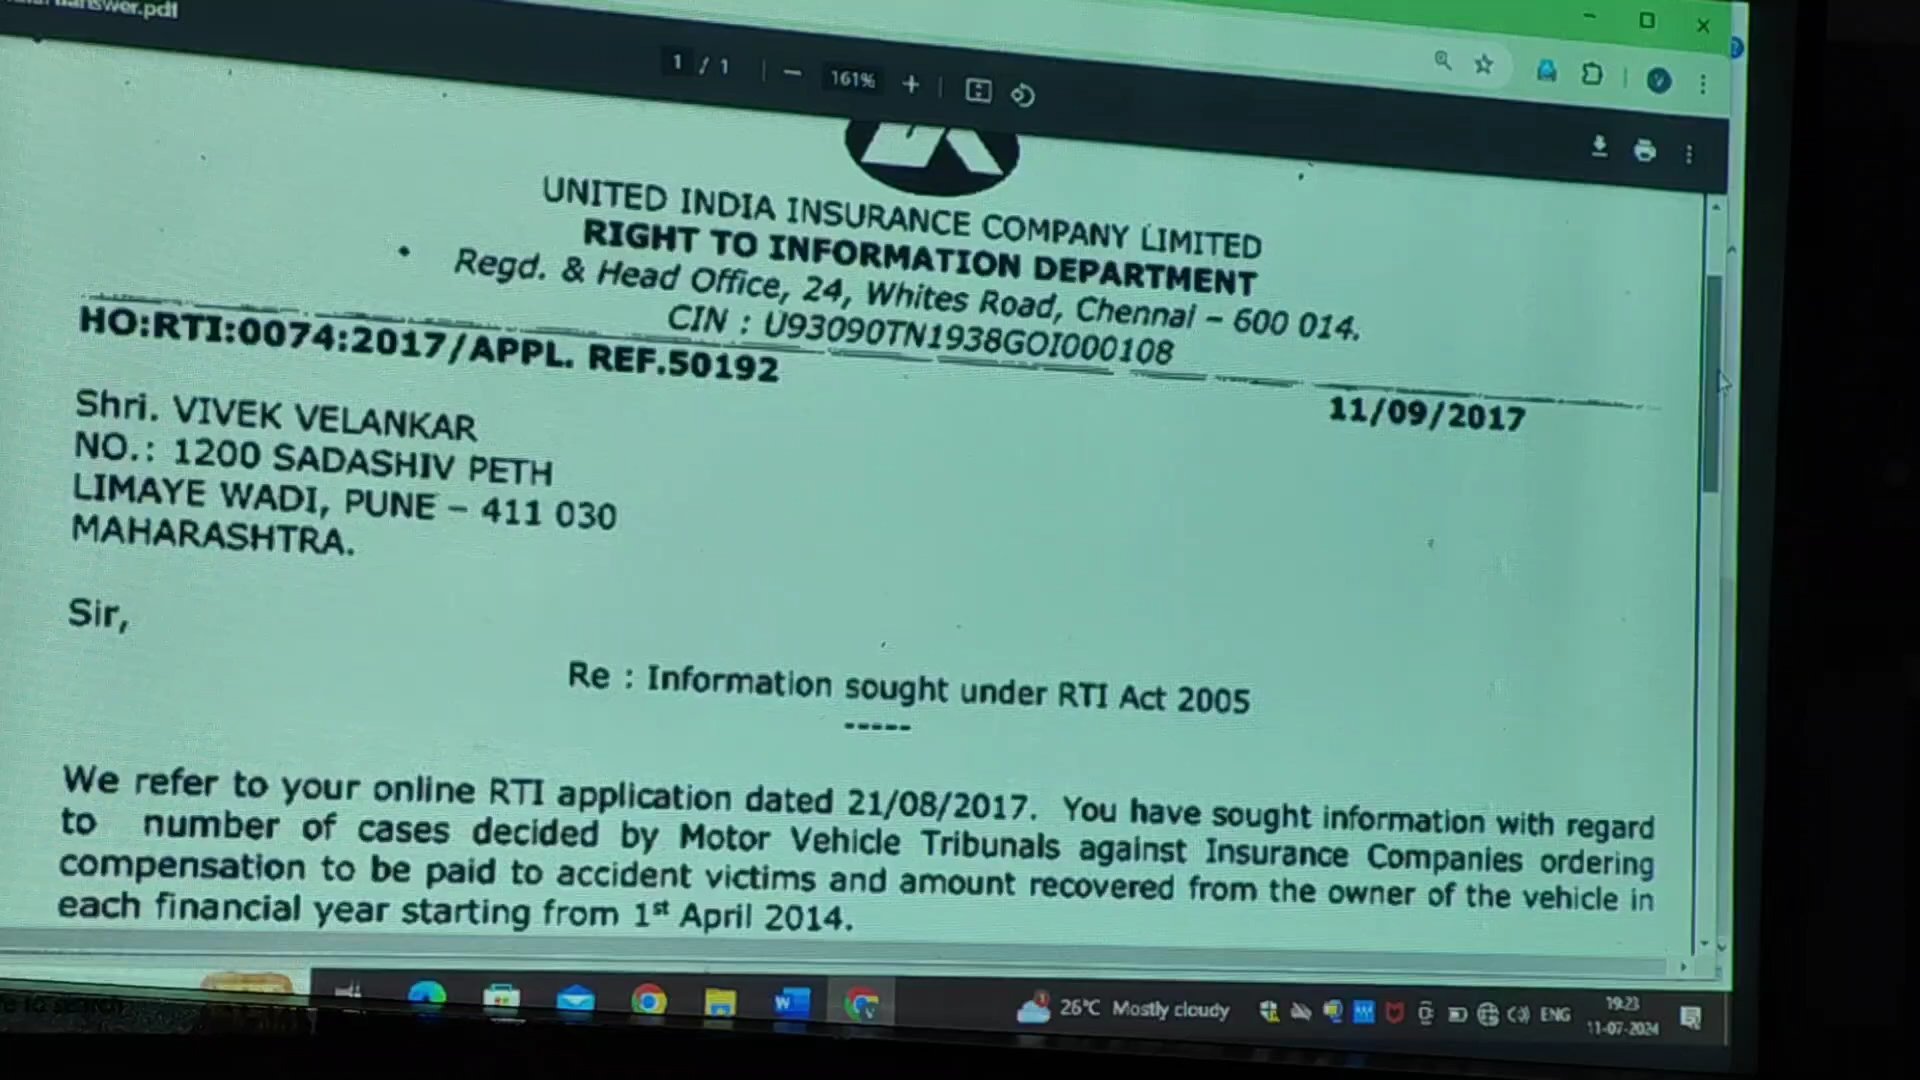 answer.pdf
1 / 1
161%
UNITED INDIA INSURANCE COMPANY LIMITED
RIGHT TO INFORMATION DEPARTMENT
Regd. & Head Office, 24, Whites Road, Chennai – 600 014.
CIN : U93090TN1938GOI000108
HO:RTI:0074:2017/APPL. REF.50192
11/09/2017
Shri. VIVEK VELANKAR
NO.: 1200 SADASHIV PETH
LIMAYE WADI, PUNE – 411 030
MAHARASHTRA.
Sir,
Re : Information sought under RTI Act 2005
-----
We refer to your online RTI application dated 21/08/2017. You have sought information with regard
to number of cases decided by Motor Vehicle Tribunals against Insurance Companies ordering
compensation to be paid to accident victims and amount recovered from the owner of the vehicle in
each financial year starting from 1st April 2014.
to search
26°C Mostly cloudy
ENG
19:23
11-07-2024